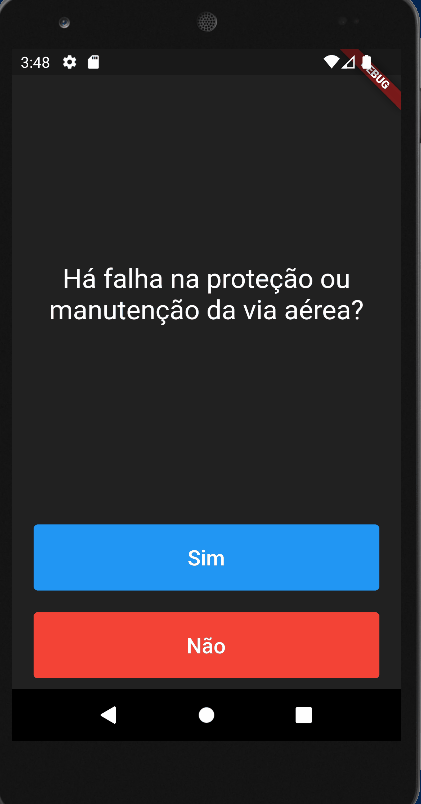 3:48
DEBUG
Há falha na proteção ou
manutenção da via aérea?
Sim
Não